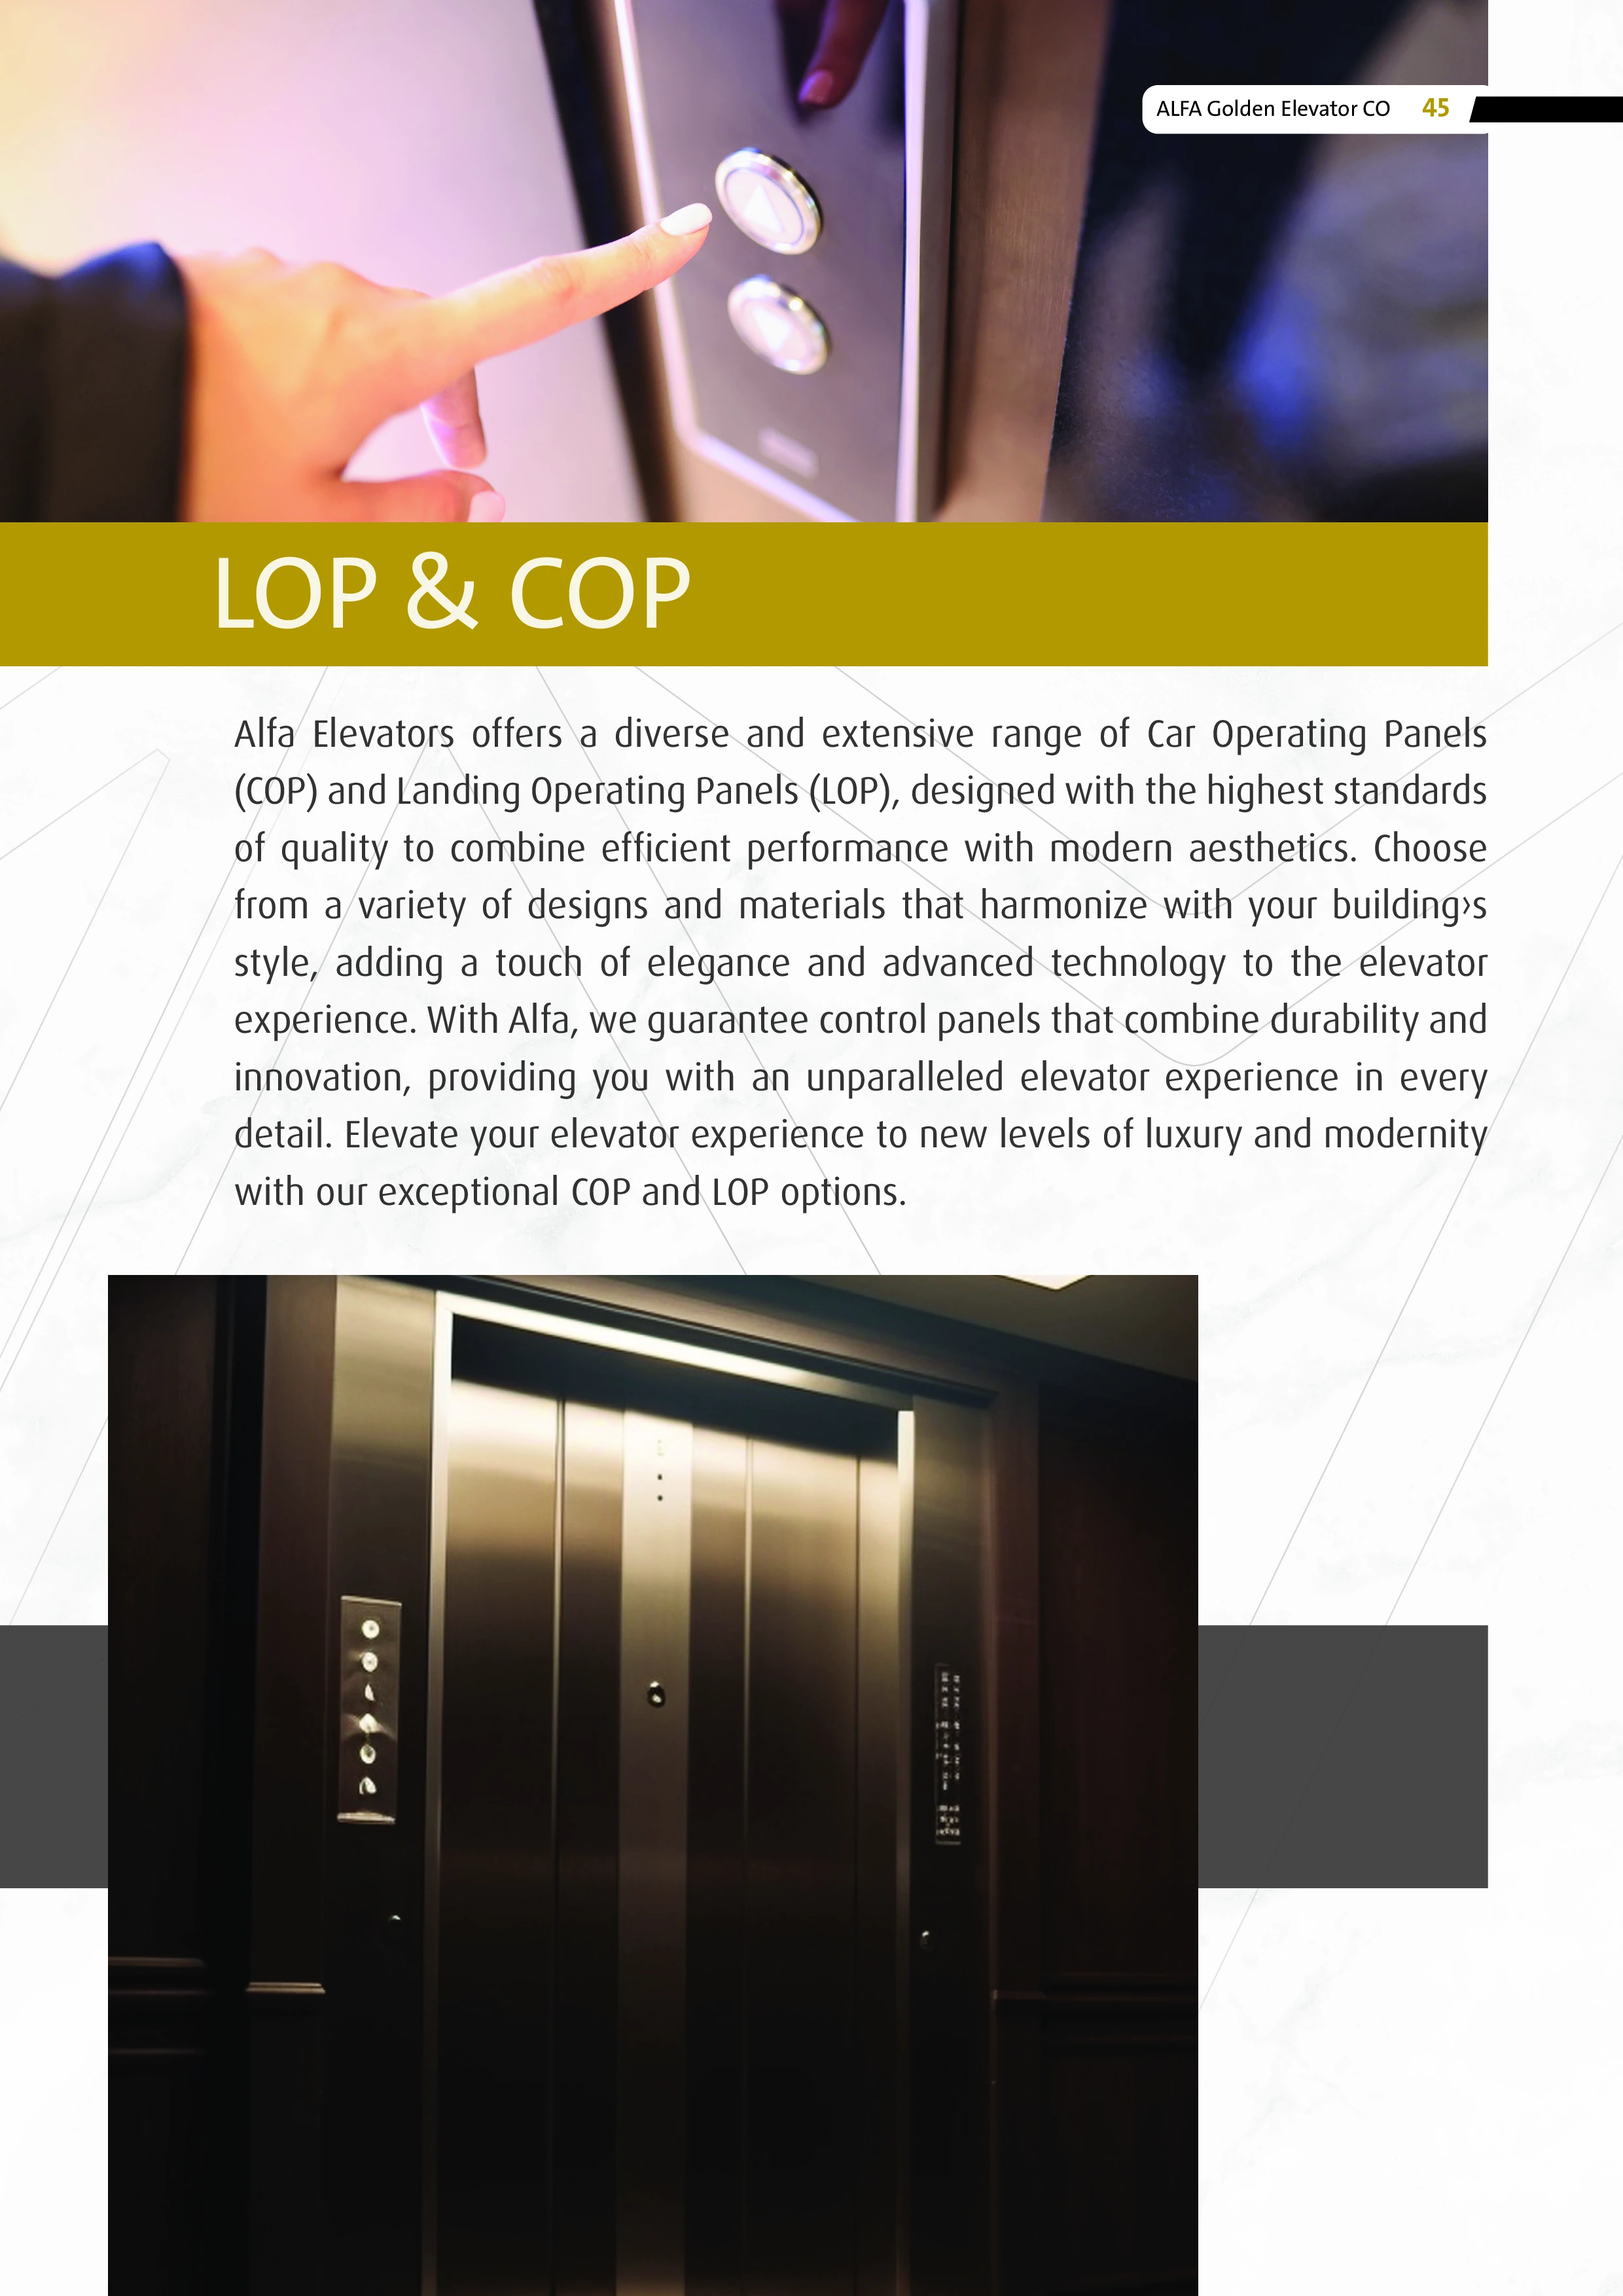 ALFA Golden Elevator CO 45
LOP & COP
Alfa Elevators offers a diverse and extensive range of Car Operating Panels
(COP) and Landing Operating Panels (LOP), designed with the highest standards
of quality to combine efficient performance with modern aesthetics. Choose
from a variety of designs and materials that harmonize with your building›s
style, adding a touch of elegance and advanced technology to the elevator
experience. With Alfa, we guarantee control panels that combine durability and
innovation, providing you with an unparalleled elevator experience in every
detail. Elevate your elevator experience to new levels of luxury and modernity
with our exceptional COP and LOP options.